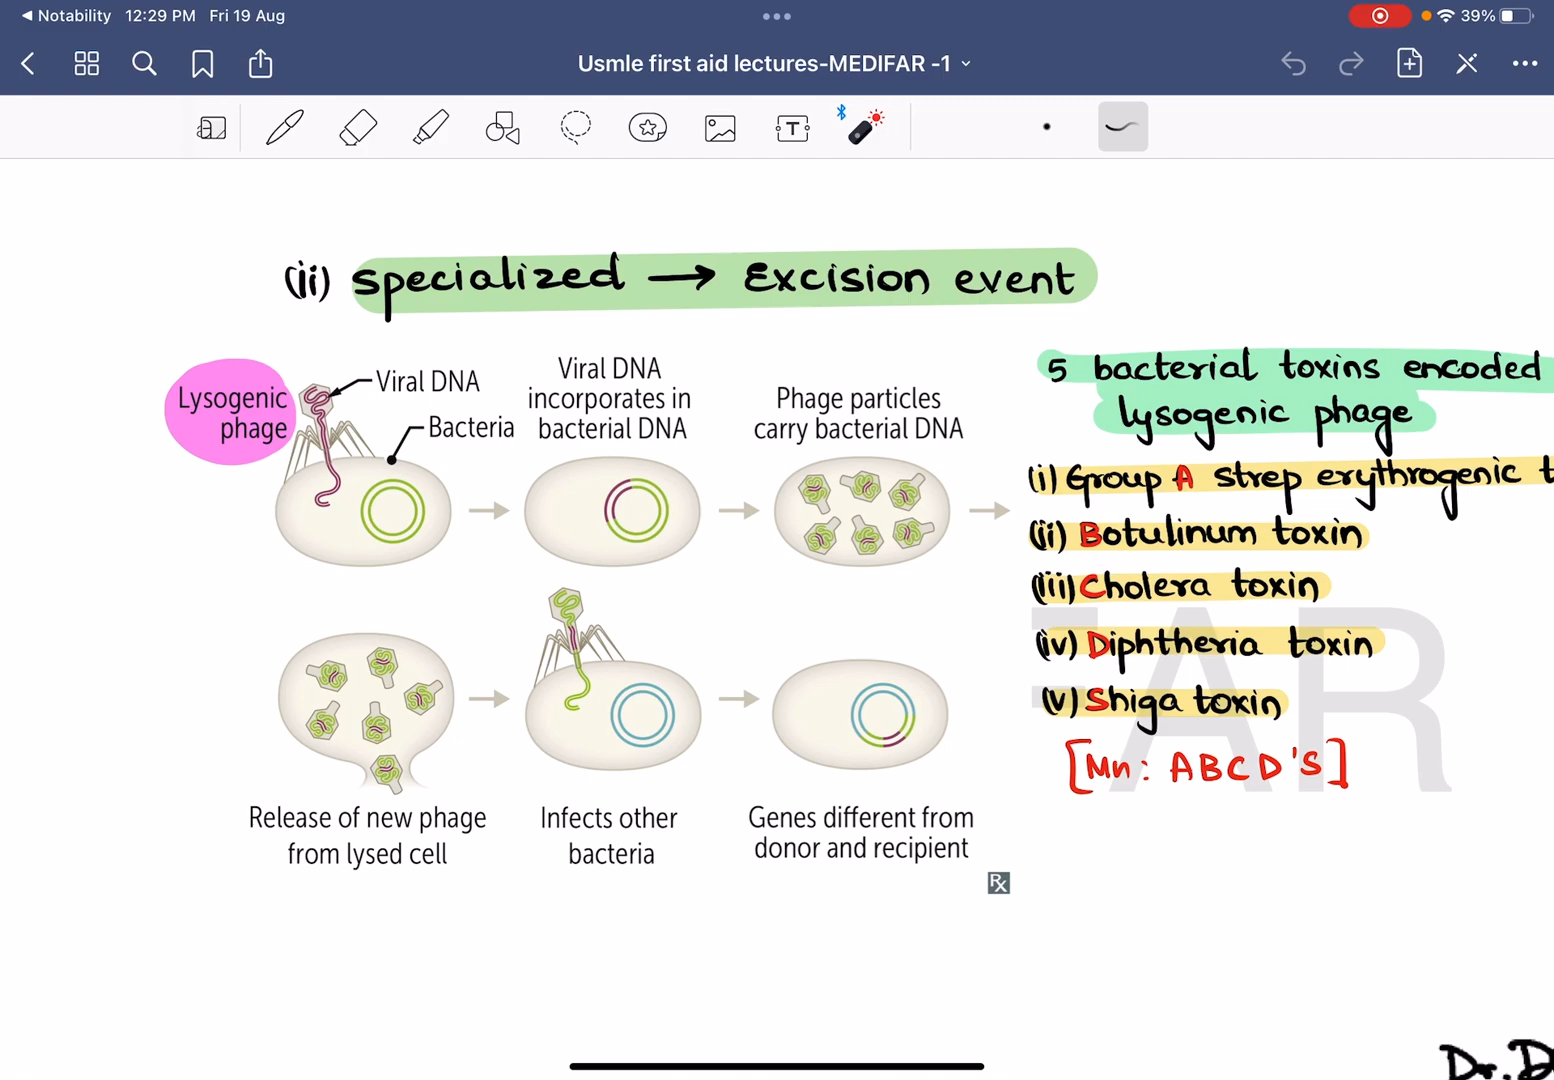 Notability 12:29 PM Fri 19 Aug
39%
Usmle first aid lectures-MEDIFAR -1
T
(ii) specialized → Excision event
Lysogenic
phage
Viral DNA
Bacteria
Viral DNA
incorporates in
bacterial DNA
Phage particles
carry bacterial DNA
Release of new phage
from lysed cell
Infects other
bacteria
Genes different from
donor and recipient
Rx
5 bacterial toxins encoded
lysogenic phage
(i) Group A strep erythrogenic t
(ii) Botulinum toxin
(iii) Cholera toxin
(iv) Diphtheria toxin
(v) Shiga toxin
[Mn: ABCD'S]
AR
Dr.D